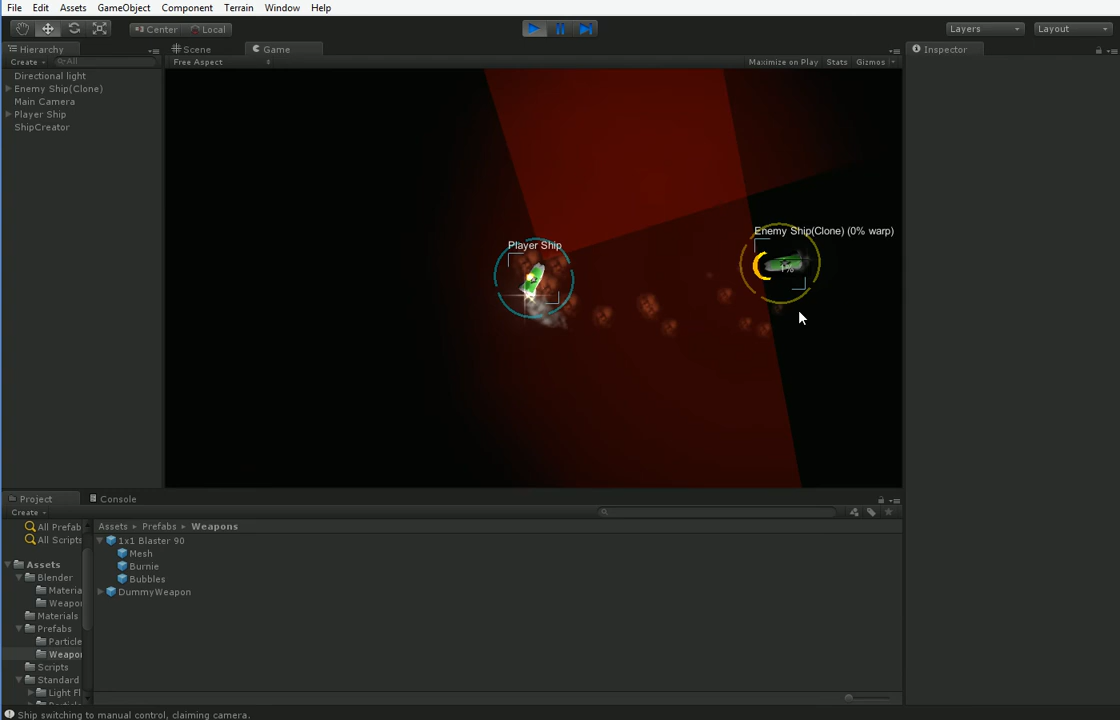 File Edit Assets GameObject Component Terrain Window Help
Center Local Layers Layout
Hierarchy Scene Game Inspector
Create All Free Aspect Maximize on Play Stats Gizmos
Directional light
Enemy Ship(Clone)
Main Camera
Player Ship
ShipCreator
Enemy Ship(Clone) (0% warp)
Player Ship
1%
Project Console
Create
All Prefab Assets Prefabs Weapons
All Scripts
1x1 Blaster 90
Mesh
Burnie
Bubbles
DummyWeapon
Assets
Blender
Materia
Weapo
Materials
Prefabs
Particle
Weapo
Scripts
Standard
Light Fl
Ship switching to manual control, claiming camera.